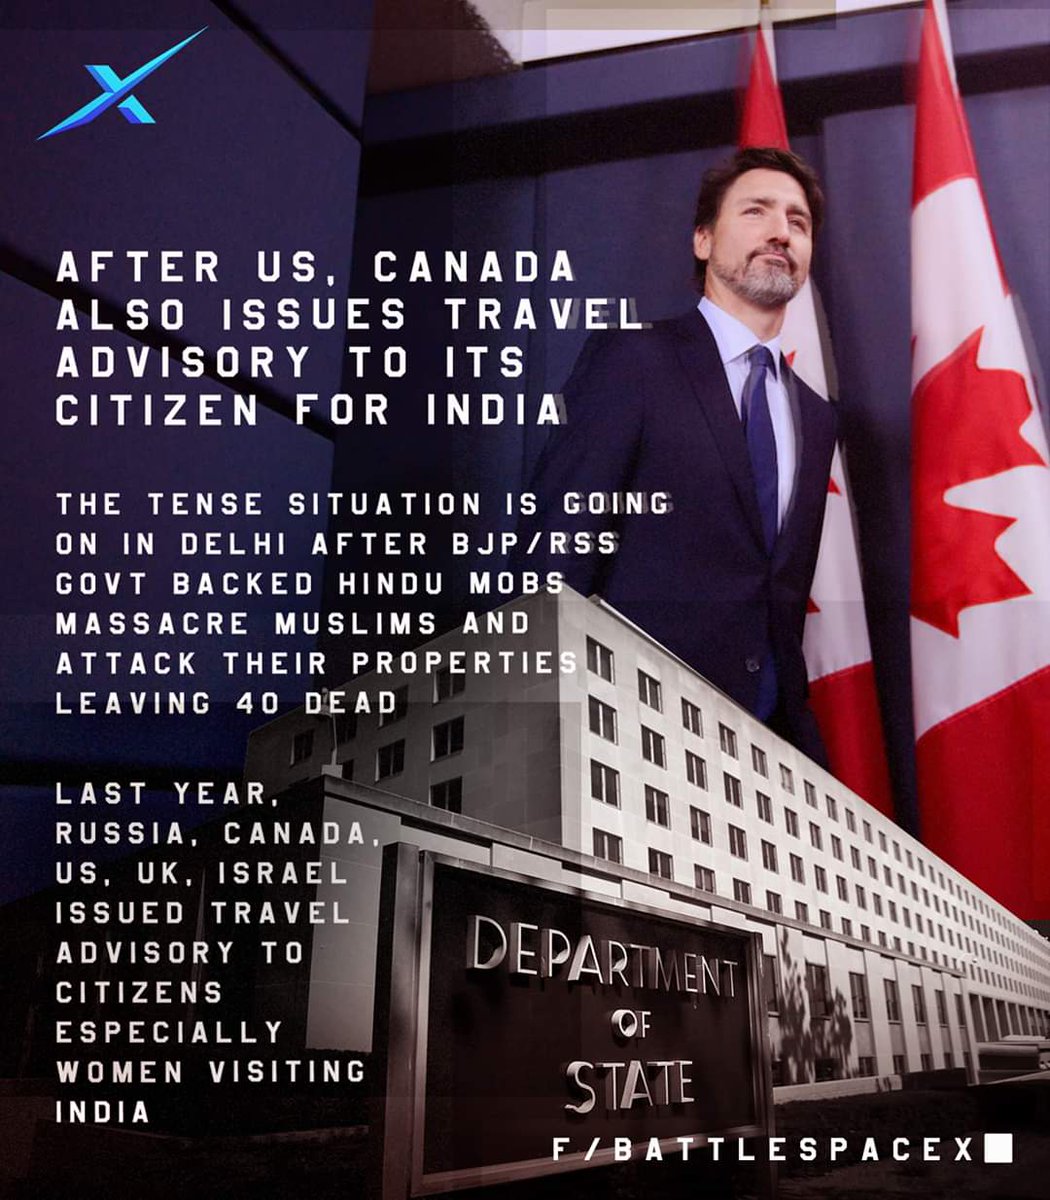 AFTER US, CANADA
ALSO ISSUES TRAVEL
ADVISORY TO ITS
CITIZEN FOR INDIA
THE TENSE SITUATION IS GOING
ON IN DELHI AFTER BJP/RSS
GOVT BACKED HINDU MOBS
MASSACRE MUSLIMS AND
ATTACK THEIR PROPERTIES
LEAVING 40 DEAD
LAST YEAR,
RUSSIA, CANADA,
US, UK, ISRAEL
ISSUED TRAVEL
ADVISORY TO
CITIZENS
ESPECIALLY
WOMEN VISITING
INDIA
DEPARTMENT
OF
STATE
F/BATTLESPACEX